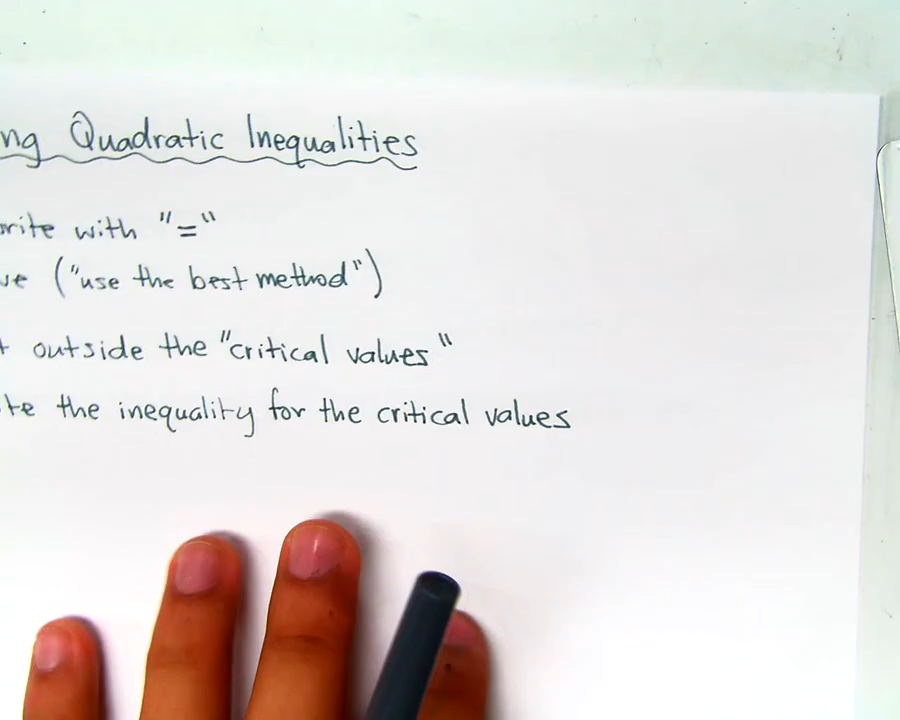 ng Quadratic Inequalities
write with "="
ve ("use the best method")
t outside the "critical values"
te the inequality for the critical values